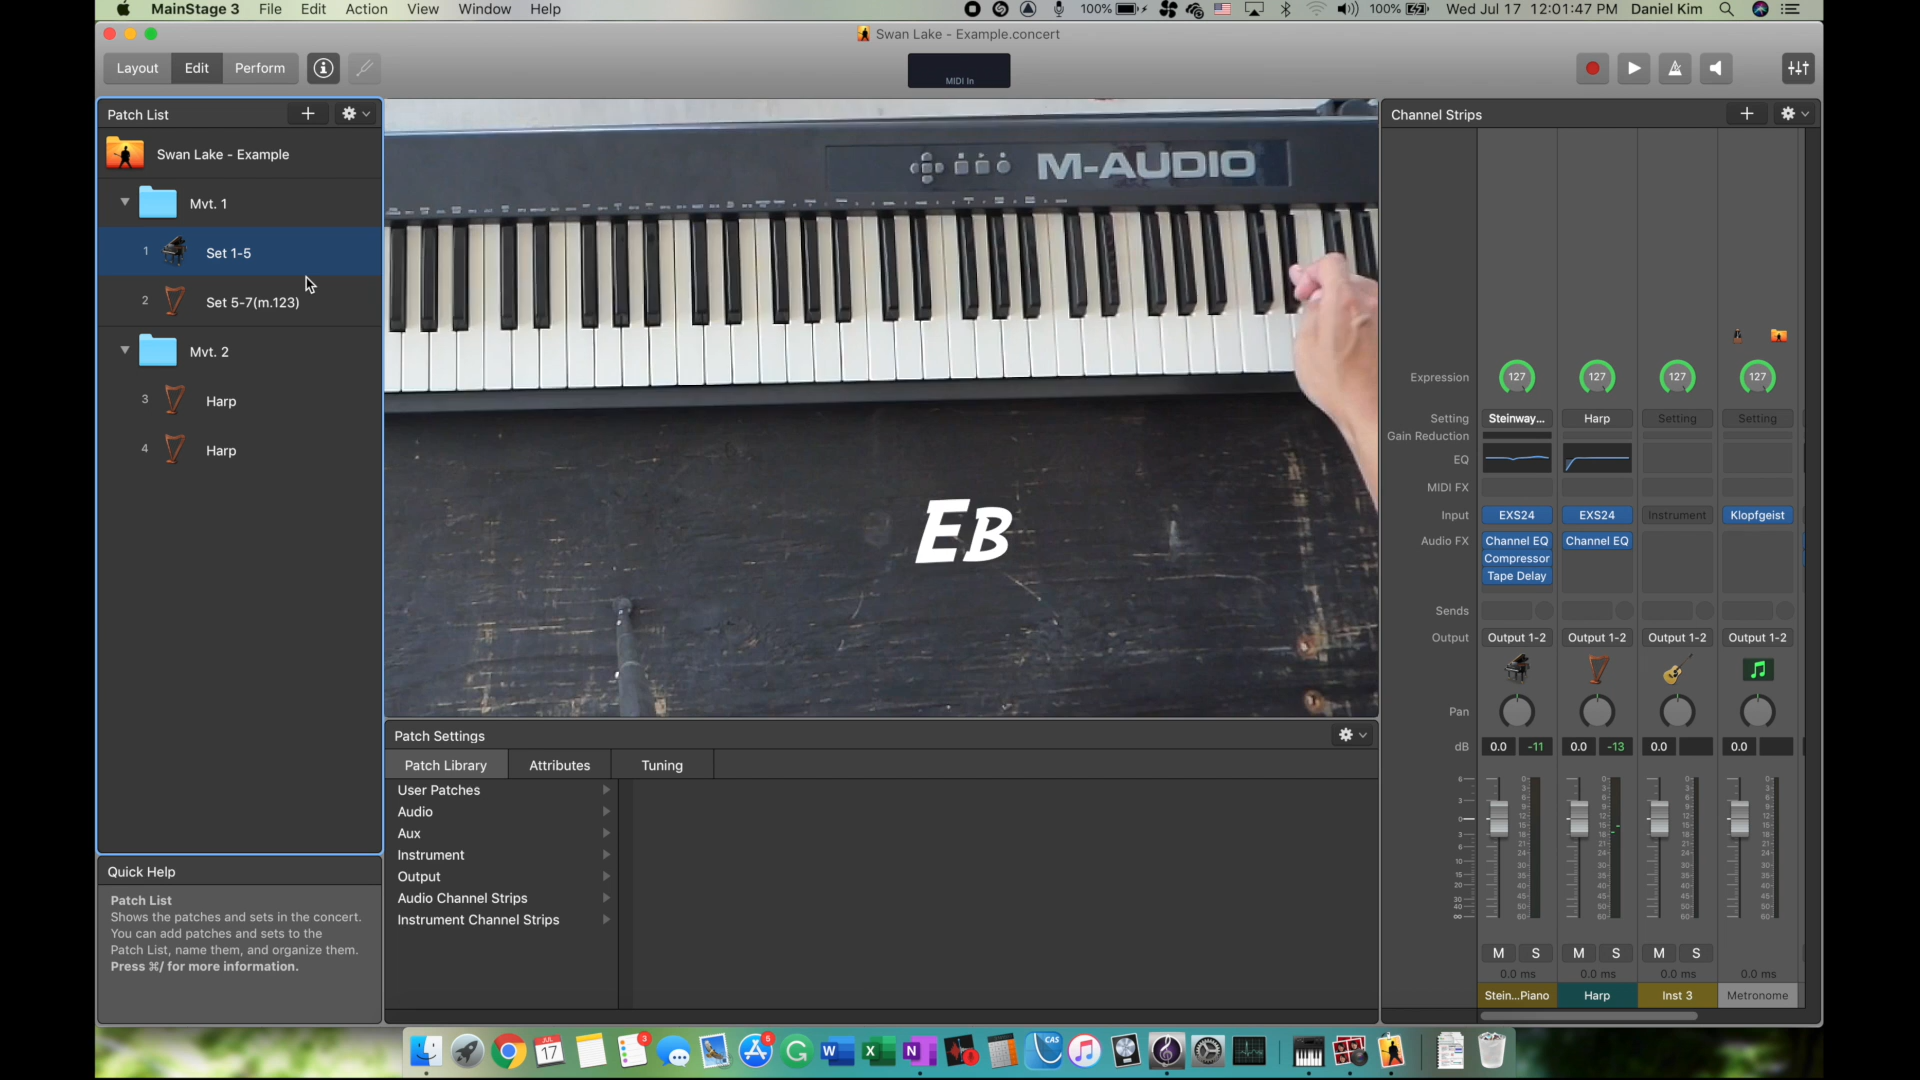 MainStage 3 File Edit Action View Window Help 100% 100% Wed Jul 17 12:01:47 PM Daniel Kim
Swan Lake - Example.concert
Layout Edit Perform
MIDI In
Patch List
Swan Lake - Example
Mvt. 1
1 Set 1-5
2 Set 5-7(m.123)
Mvt. 2
3 Harp
4 Harp
Quick Help
Patch List
Shows the patches and sets in the concert.
You can add patches and sets to the
Patch List, name them, and organize them.
Press ⌘/ for more information.
M-AUDIO
EB
Patch Settings
Patch Library Attributes Tuning
User Patches
Audio
Aux
Instrument
Output
Audio Channel Strips
Instrument Channel Strips
Channel Strips
Expression 127 127 127 127
Setting Steinway... Harp Setting Setting
Gain Reduction
EQ
MIDI FX
Input EXS24 EXS24 Instrument Klopfgeist
Audio FX Channel EQ Channel EQ
Compressor
Tape Delay
Sends
Output Output 1-2 Output 1-2 Output 1-2 Output 1-2
Pan
dB 0.0 -11 0.0 -13 0.0 0.0
M S M S M S
0.0 ms 0.0 ms 0.0 ms 0.0 ms
Stein...Piano Harp Inst 3 Metronome
JUL
17 3 5 W X N CAS